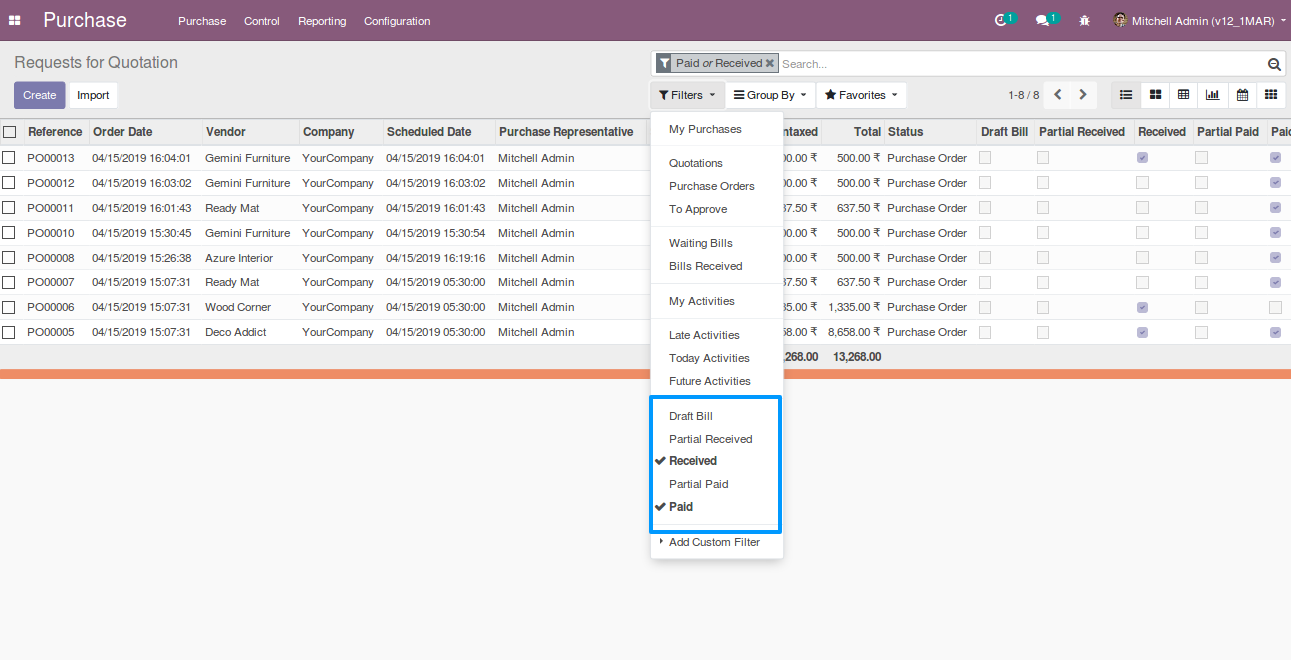 Purchase Purchase Control Reporting Configuration 1 1 Mitchell Admin (v12_1MAR)
Requests for Quotation
Paid or Received Search...
Create Import
Filters Group By Favorites 1-8 / 8
Reference Order Date Vendor Company Scheduled Date Purchase Representative ntaxed Total Status Draft Bill Partial Received Received Partial Paid Paid
PO00013 04/15/2019 16:04:01 Gemini Furniture YourCompany 04/15/2019 16:04:01 Mitchell Admin 00.00 ₹ 500.00 ₹ Purchase Order
PO00012 04/15/2019 16:03:02 Gemini Furniture YourCompany 04/15/2019 16:03:02 Mitchell Admin 00.00 ₹ 500.00 ₹ Purchase Order
PO00011 04/15/2019 16:01:43 Ready Mat YourCompany 04/15/2019 16:01:43 Mitchell Admin 37.50 ₹ 637.50 ₹ Purchase Order
PO00010 04/15/2019 15:30:45 Gemini Furniture YourCompany 04/15/2019 15:30:54 Mitchell Admin 00.00 ₹ 500.00 ₹ Purchase Order
PO00008 04/15/2019 15:26:38 Azure Interior YourCompany 04/15/2019 16:19:16 Mitchell Admin 00.00 ₹ 500.00 ₹ Purchase Order
PO00007 04/15/2019 15:07:31 Ready Mat YourCompany 04/15/2019 05:30:00 Mitchell Admin 37.50 ₹ 637.50 ₹ Purchase Order
PO00006 04/15/2019 15:07:31 Wood Corner YourCompany 04/15/2019 05:30:00 Mitchell Admin 35.00 ₹ 1,335.00 ₹ Purchase Order
PO00005 04/15/2019 15:07:31 Deco Addict YourCompany 04/15/2019 05:30:00 Mitchell Admin 58.00 ₹ 8,658.00 ₹ Purchase Order
,268.00 13,268.00
My Purchases
Quotations
Purchase Orders
To Approve
Waiting Bills
Bills Received
My Activities
Late Activities
Today Activities
Future Activities
Draft Bill
Partial Received
Received
Partial Paid
Paid
Add Custom Filter